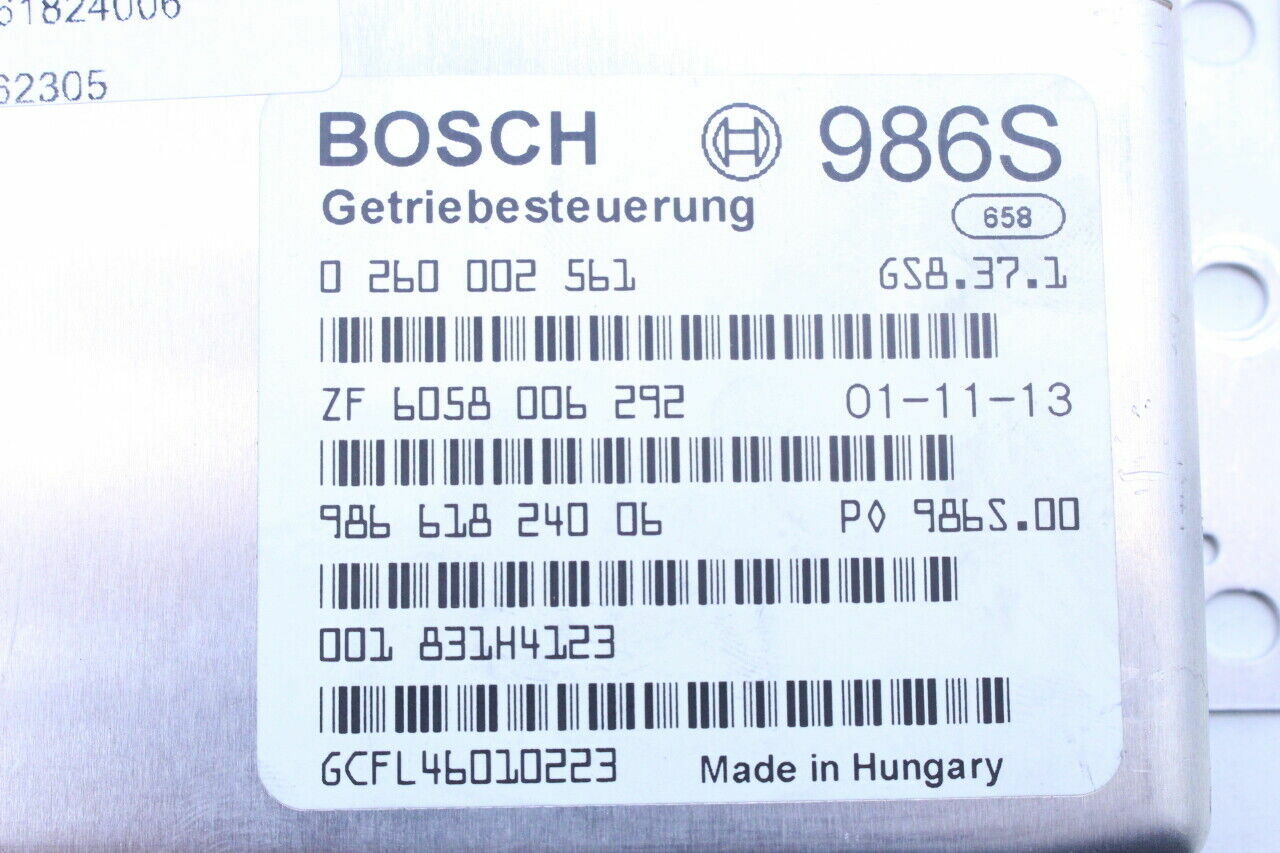 61824006
62305
BOSCH 986S
Getriebesteuerung 658
0 260 002 561 GS8.37.1
ZF 6058 006 292 01-11-13
986 618 240 06 P◊ 986S.00
001 831H4123
GCFL46010223 Made in Hungary